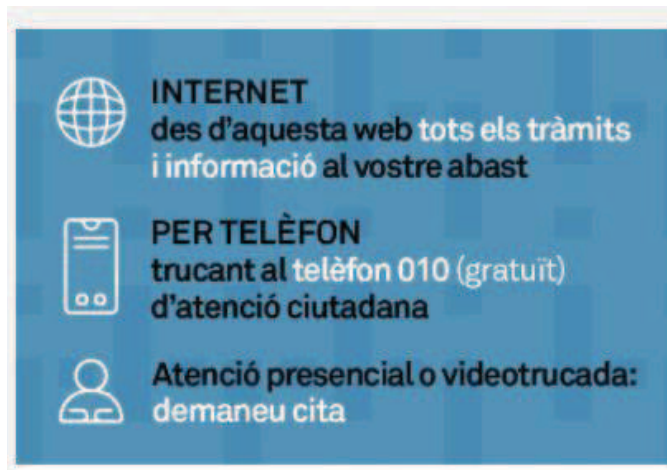 INTERNET
des d'aquesta web tots els tràmits
i informació al vostre abast
PER TELÈFON
trucant al telèfon 010 (gratuït)
d'atenció ciutadana
Atenció presencial o videotrucada:
demaneu cita